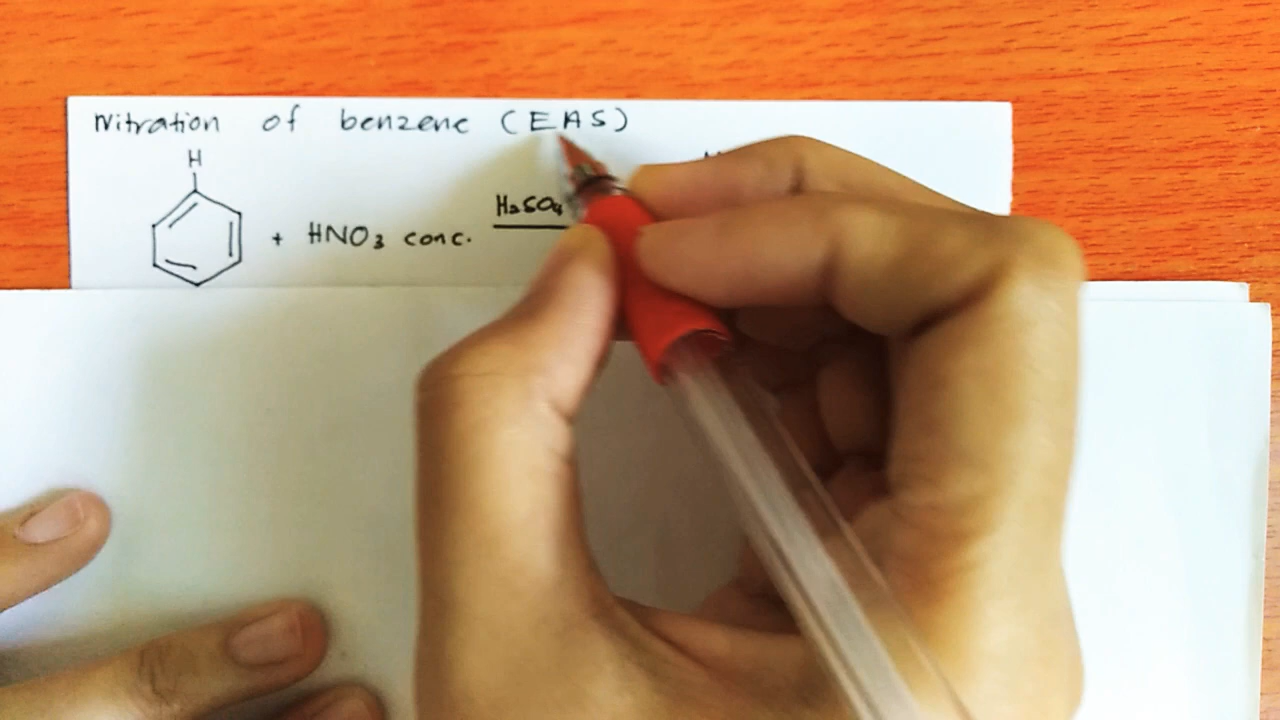 Nitration of benzene (EAS)
H
+ HNO₃ conc. H₂SO₄